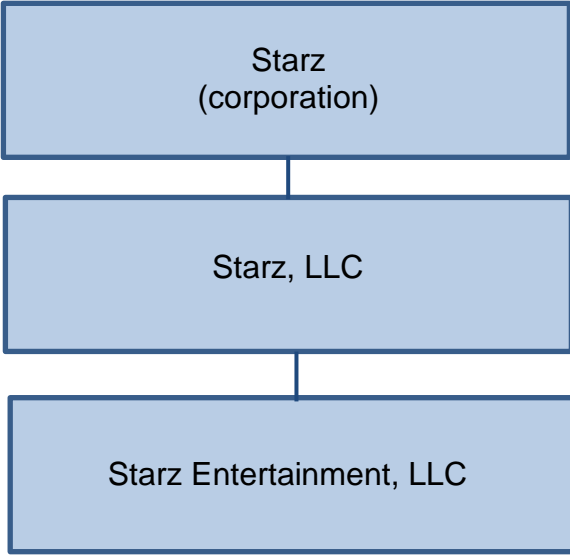 Starz
(corporation)
Starz, LLC
Starz Entertainment, LLC